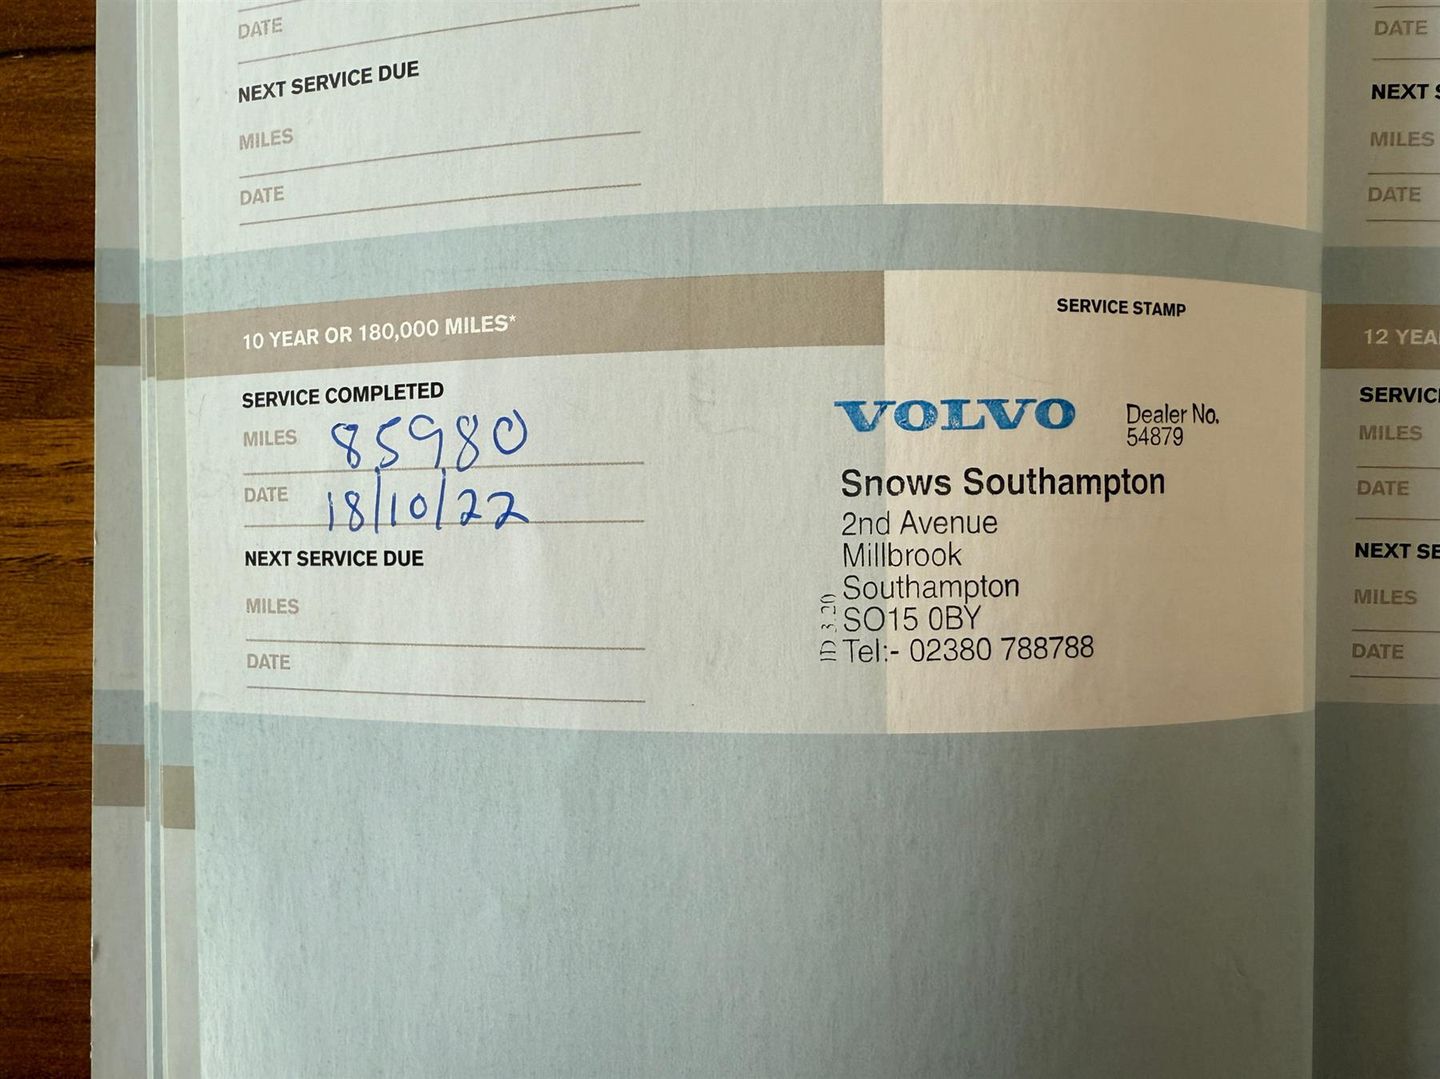 DATE
NEXT SERVICE DUE
MILES
DATE
10 YEAR OR 180,000 MILES*
SERVICE COMPLETED
MILES 85980
DATE 18/10/22
NEXT SERVICE DUE
MILES
DATE
SERVICE STAMP
VOLVO
Dealer No.
54879
Snows Southampton
2nd Avenue
Millbrook
Southampton
SO15 0BY
Tel:- 02380 788788
DATE
NEXT
MILES
DATE
12
SERVIC
MILES
DATE
NEXT SE
MILES
DATE